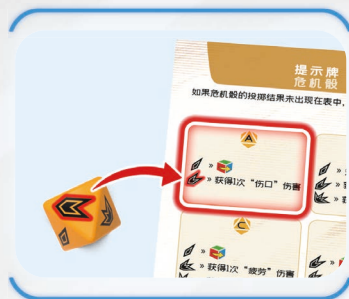 提示牌
危机骰
如果危机骰的投掷结果未出现在表中,
A
»
» 获得1次“伤口”伤害
C
»
» 获得1次“疲劳”伤害